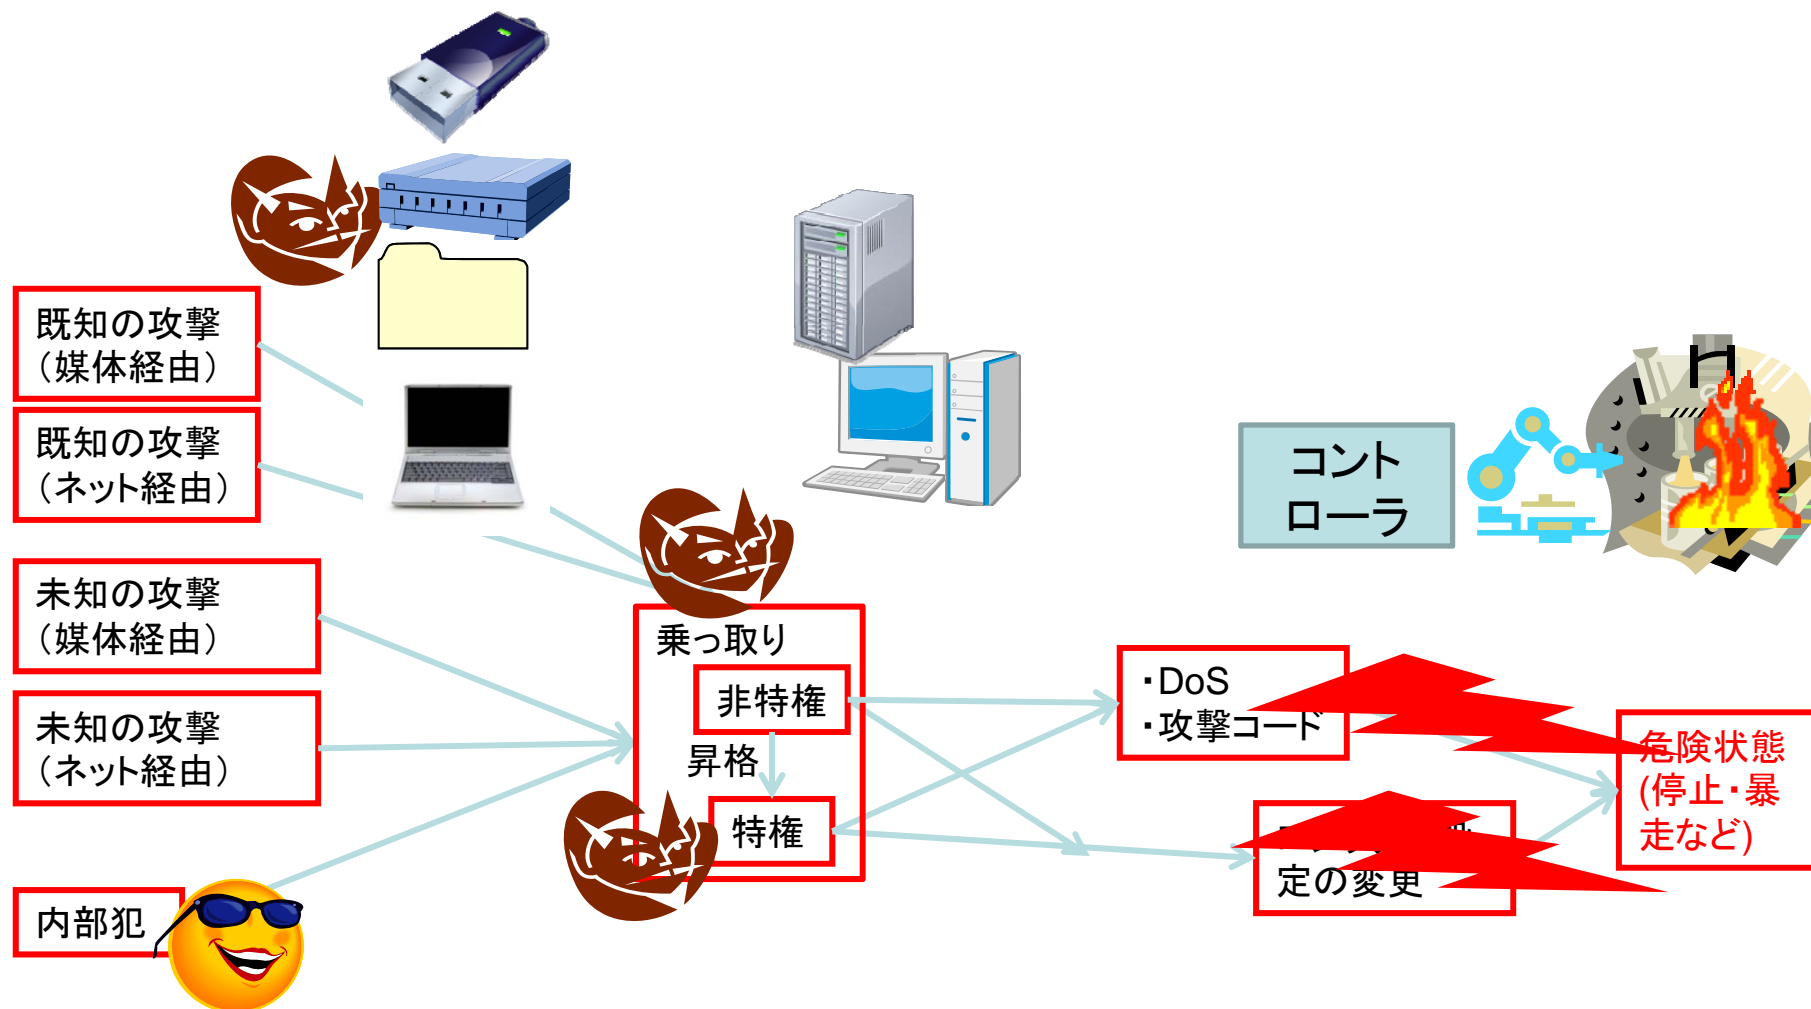 既知の攻撃
（媒体経由）
既知の攻撃
（ネット経由）
未知の攻撃
（媒体経由）
未知の攻撃
（ネット経由）
内部犯
乗っ取り
非特権
昇格
特権
コント
ローラ
・DoS
・攻撃コード
定の変更
危険状態
(停止・暴
走など)